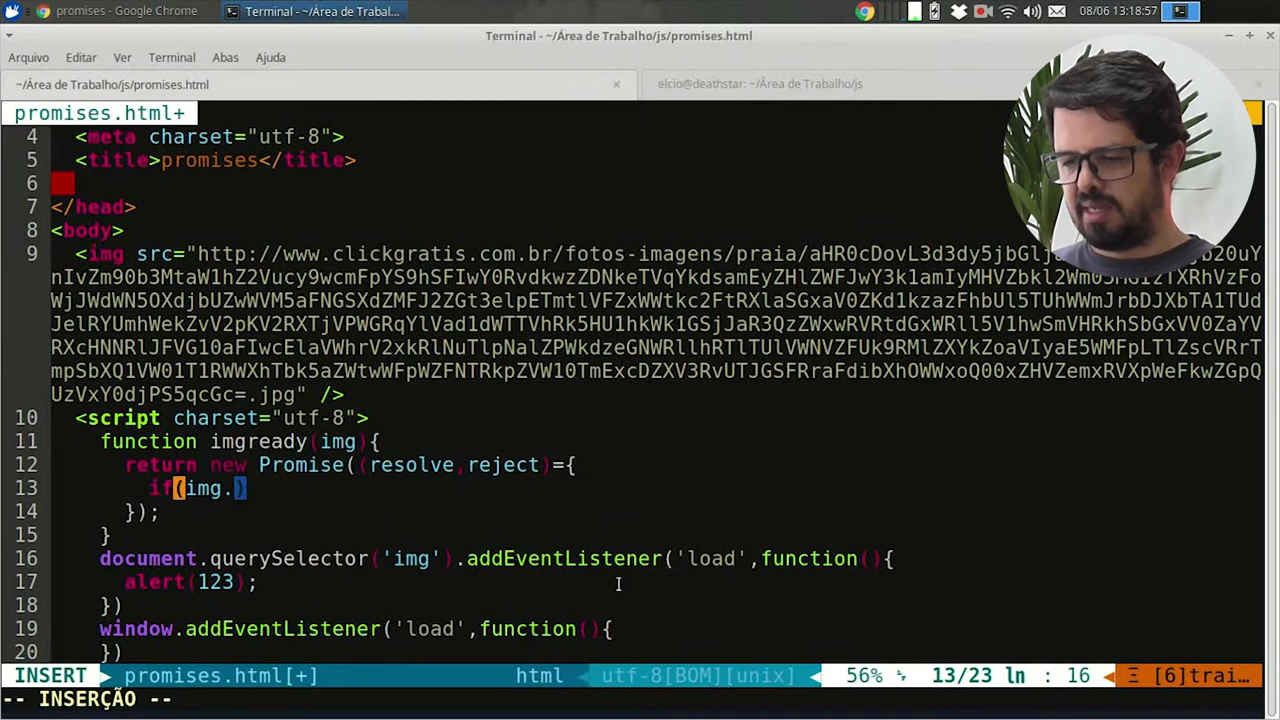 promises - Google Chrome
Terminal - ~/Área de Trabal...
08/06 13:18:57
Terminal - ~/Área de Trabalho/js/promises.html
Arquivo Editar Ver Terminal Abas Ajuda
~/Área de Trabalho/js/promises.html
elcio@deathstar: ~/Área de Trabalho/js
promises.html+
4 <meta charset="utf-8">
5 <title>promises</title>
6
7 </head>
8 <body>
9 <img src="http://www.clickgratis.com.br/fotos-imagens/praia/
UzVxY0djPS5qcGc=.jpg" />
10 <script charset="utf-8">
11 function imgready(img){
12 return new Promise((resolve,reject)={
13 if(img.)
14 });
15 }
16 document.querySelector('img').addEventListener('load',function(){
17 alert(123);
18 })
19 window.addEventListener('load',function(){
20 })
INSERT promises.html[+] html utf-8[BOM][unix] 56% 13/23 ln : 16 Ξ [6]trai...
-- INSERÇÃO --